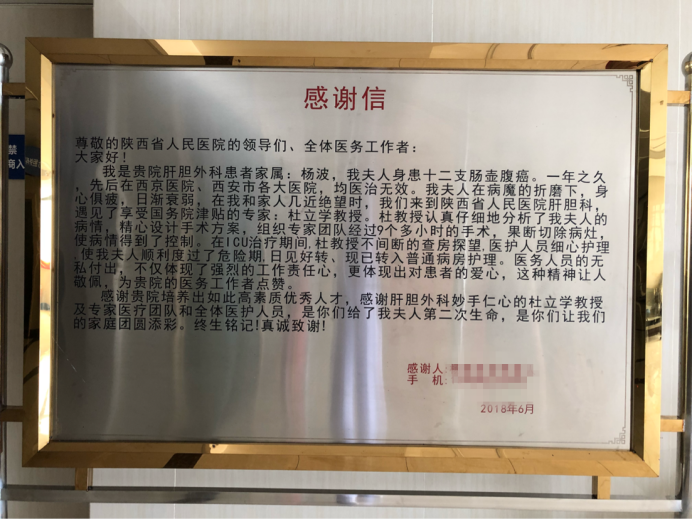 感谢信
尊敬的陕西省人民医院的领导们、全体医务工作者：
大家好！
我是贵院肝胆外科患者家属：杨波，我夫人身患十二支肠壶腹癌。一年之久
，先后在西京医院、西安市各大医院，均医治无效。我夫人在病魔的折磨下，身
心俱疲，日渐衰弱，在我和家人几近绝望时，我们来到陕西省人民医院肝胆科，
遇见了享受国务院津贴的专家：杜立学教授。杜教授认真仔细地分析了我夫人的
病情，精心设计手术方案，组织专家团队经过9个多小时的手术，果断切除病灶，
使病情得到了控制。在ICU治疗期间,杜教授不间断的查房探望,医护人员细心护理
,使我夫人顺利度过了危险期,日见好转、现已转入普通病房护理。医务人员的无
私付出，不仅体现了强烈的工作责任心，更体现出对患者的爱心，这种精神让人
敬佩，为贵院的医务工作者点赞。
感谢贵院培养出如此高素质优秀人才，感谢肝胆外科妙手仁心的杜立学教授
及专家医疗团队和全体医护人员，是你们给了我夫人第二次生命，是你们让我们
的家庭团圆添彩。终生铭记!真诚致谢!
感谢人:
手 机:
2018年6月
禁
商入